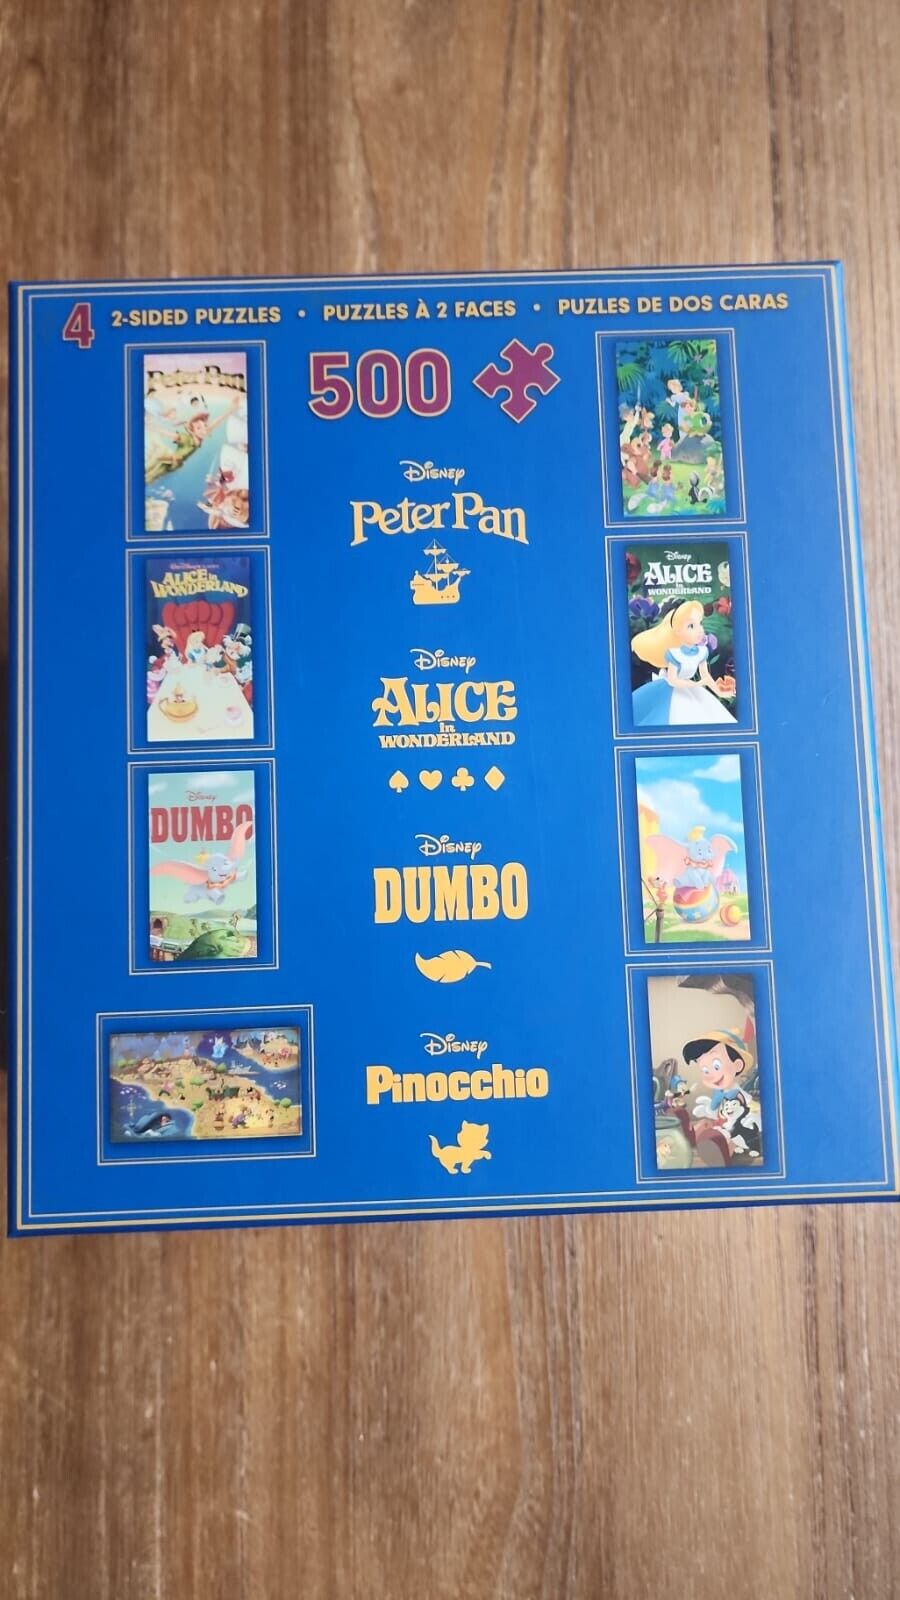 4 2-SIDED PUZZLES • PUZZLES À 2 FACES • PUZLES DE DOS CARAS
500
Peter Pan
Disney
Peter Pan
ALICE in
WONDERLAND
Disney
ALICE
in
WONDERLAND
Disney
ALICE
in
WONDERLAND
Disney
DUMBO
Disney
DUMBO
Disney
Pinocchio